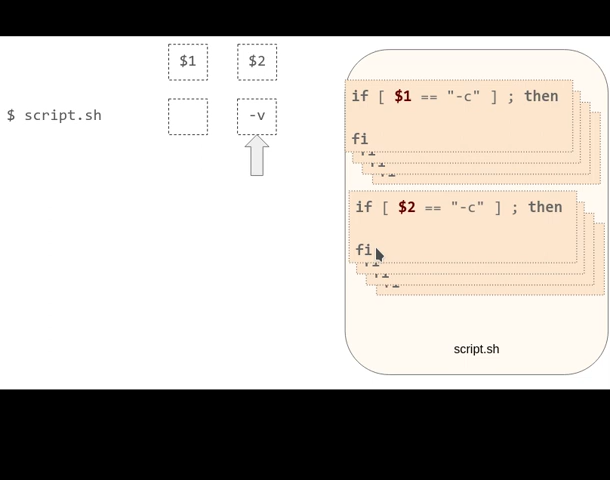 $1 $2
$ script.sh -v
if [ $1 == "-c" ] ; then
fi
if [ $2 == "-c" ] ; then
fi
script.sh